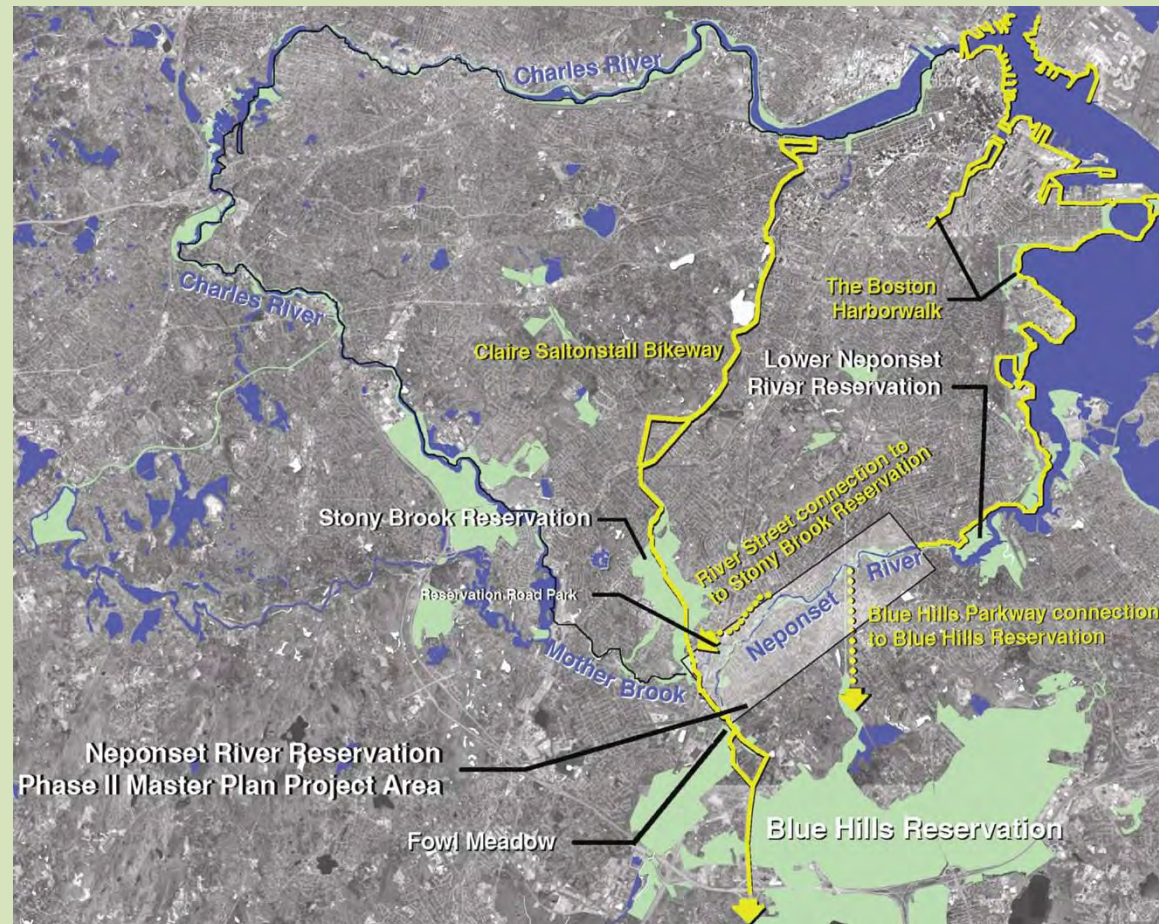 Charles River
Charles River
The Boston
Harborwalk
Claire Saltonstall Bikeway
Lower Neponset
River Reservation
Stony Brook Reservation
River Street connection to
to Stony Brook Reservation
Reservation Road Park
Neponset River
Blue Hills Parkway connection
to Blue Hills Reservation
Mother Brook
Neponset River Reservation
Phase II Master Plan Project Area
Fowl Meadow
Blue Hills Reservation